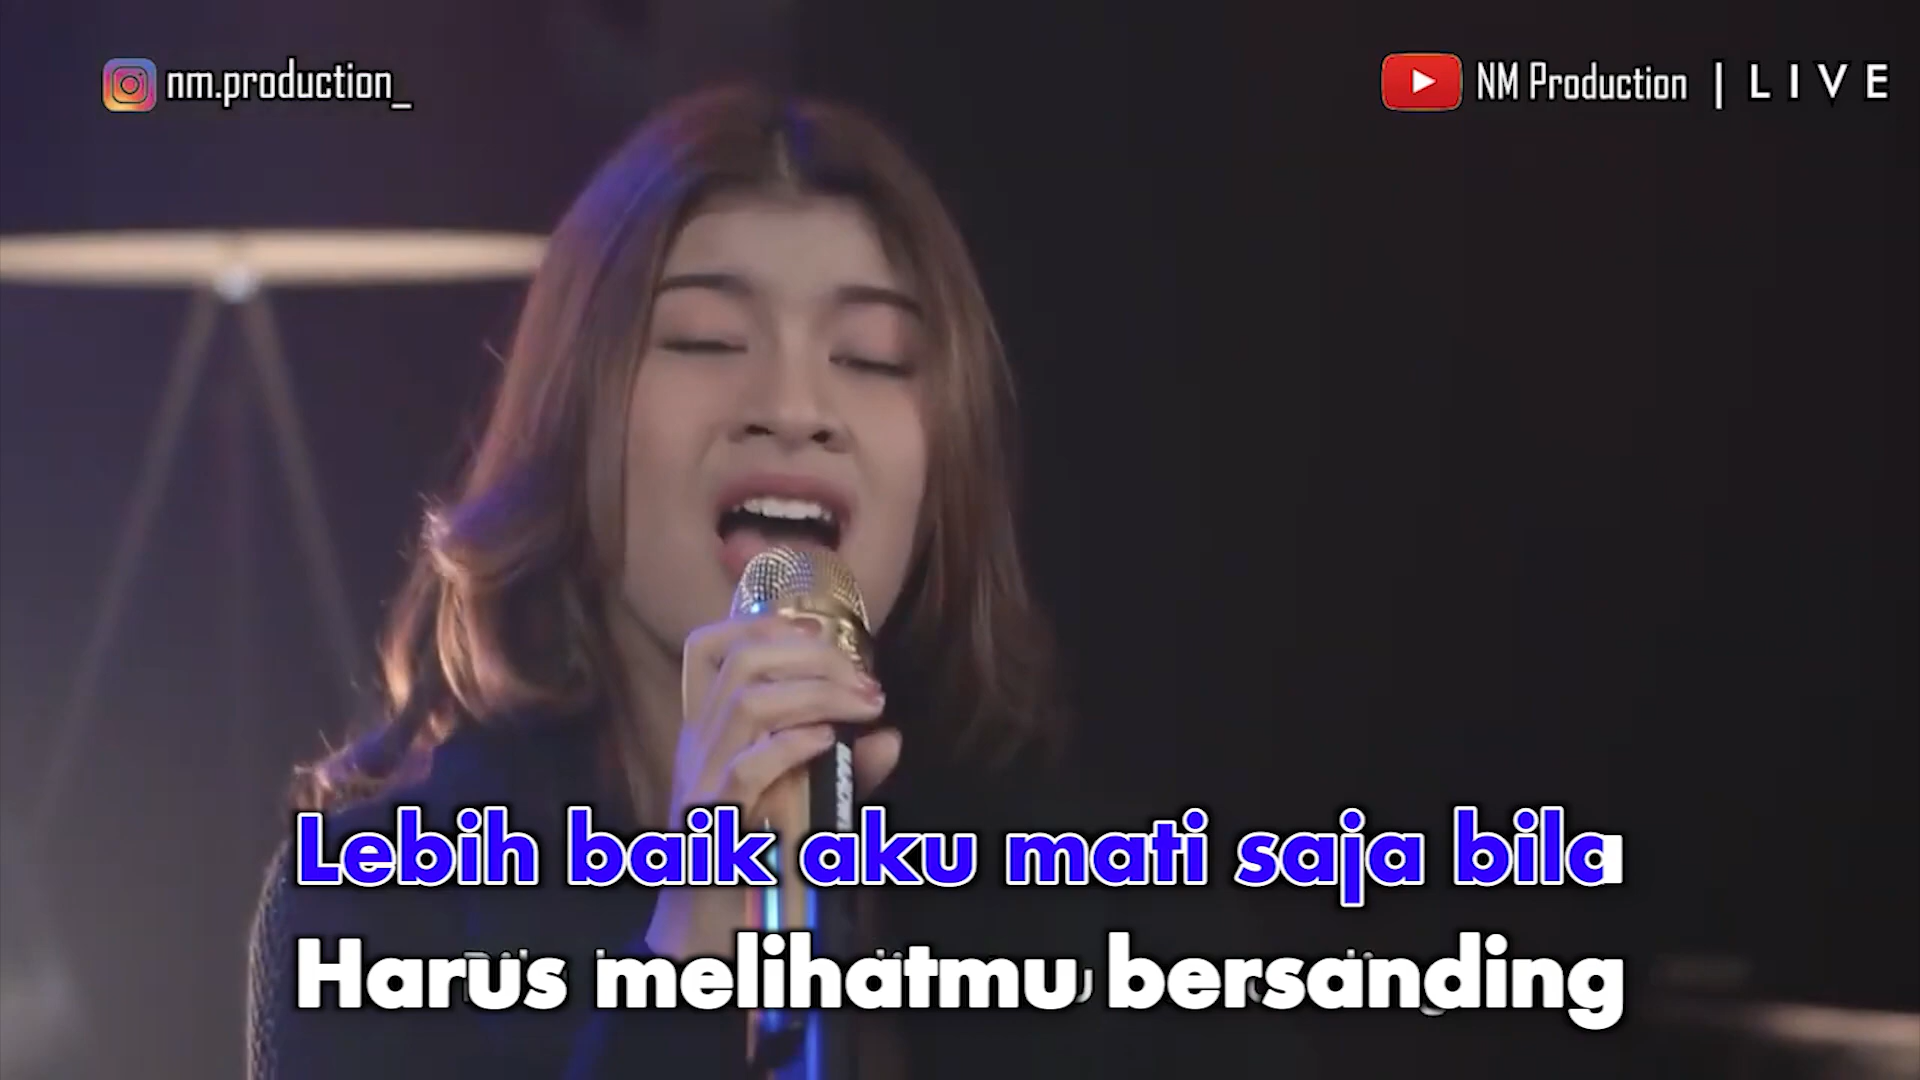 nm.production_
NM Production | LIVE
Lebih baik aku mati saja bila
Harus melihatmu bersanding